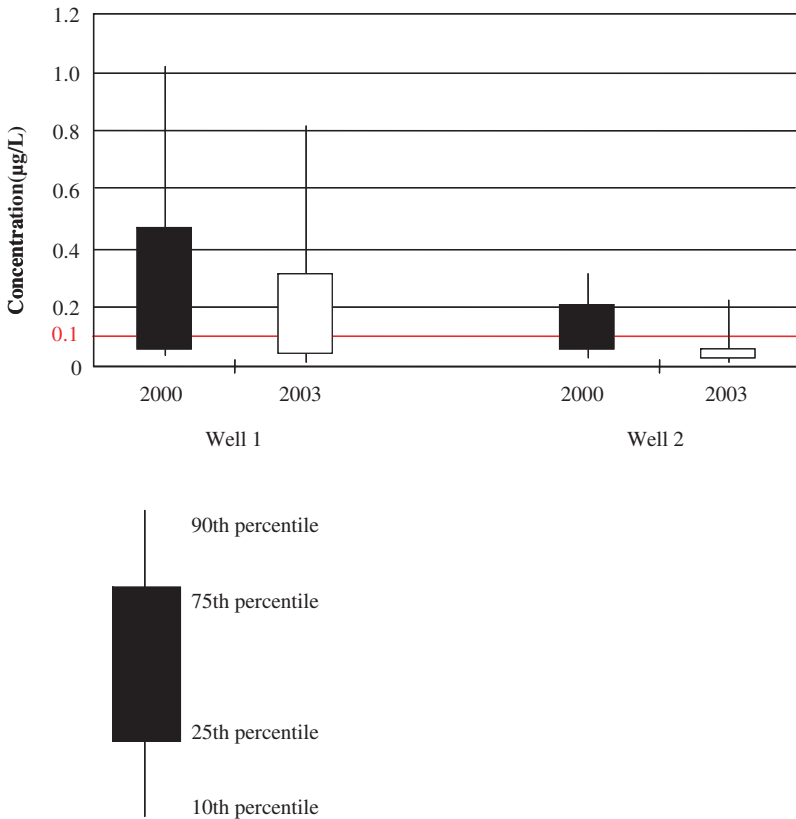 1.2
1.0
0.8
0.6
0.4
0.2
0.1
0
Concentration(µg/L)
2000 2003 2000 2003
Well 1 Well 2
90th percentile
75th percentile
25th percentile
10th percentile